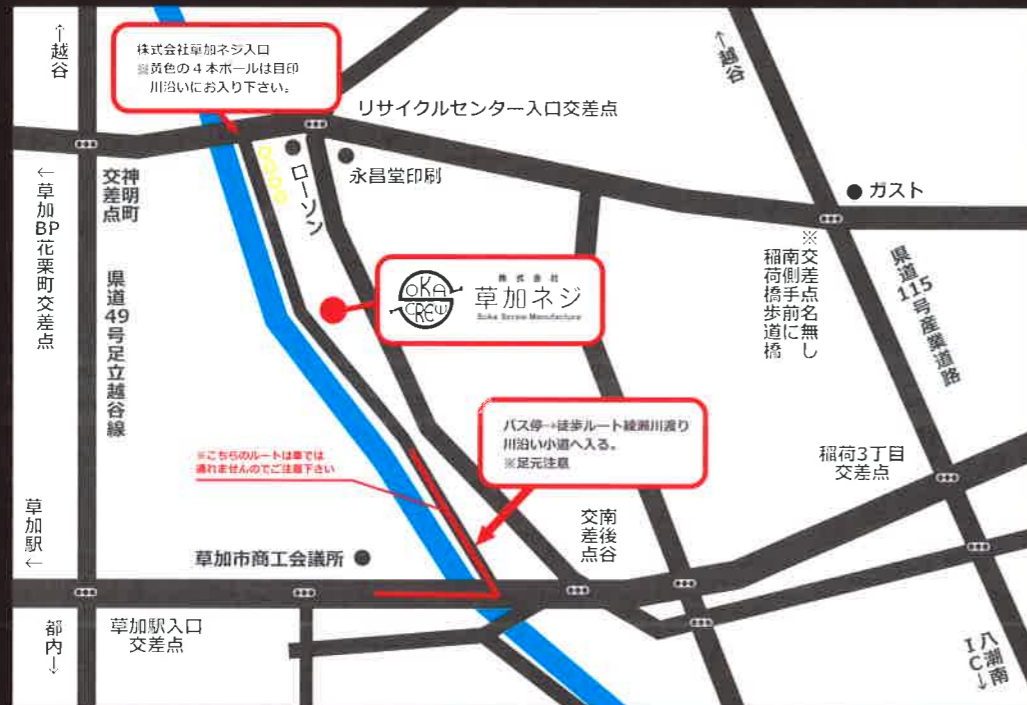 ↑越谷
株式会社草加ネジ入口
※黄色の4本ポールは目印
川沿いにお入り下さい。
↑越谷
リサイクルセンター入口交差点
神明町
交差点
ローソン
永昌堂印刷
ガスト
←草加BP花栗町交差点
県道49号足立越谷線
SOKA
SCREW
株式会社
草加ネジ
Soka Screw Manufacture
※交差点名無し
南側手前に
稲荷橋歩道橋
県道115号産業道路
バス停→徒歩ルート綾瀬川渡り
川沿い小道へ入る。
※足元注意
※こちらのルートは車では
通れませんのでご注意下さい
稲荷3丁目
交差点
草加駅←
南後谷
交差点
草加市商工会議所
都内↓
草加駅入口
交差点
八潮南
IC↓